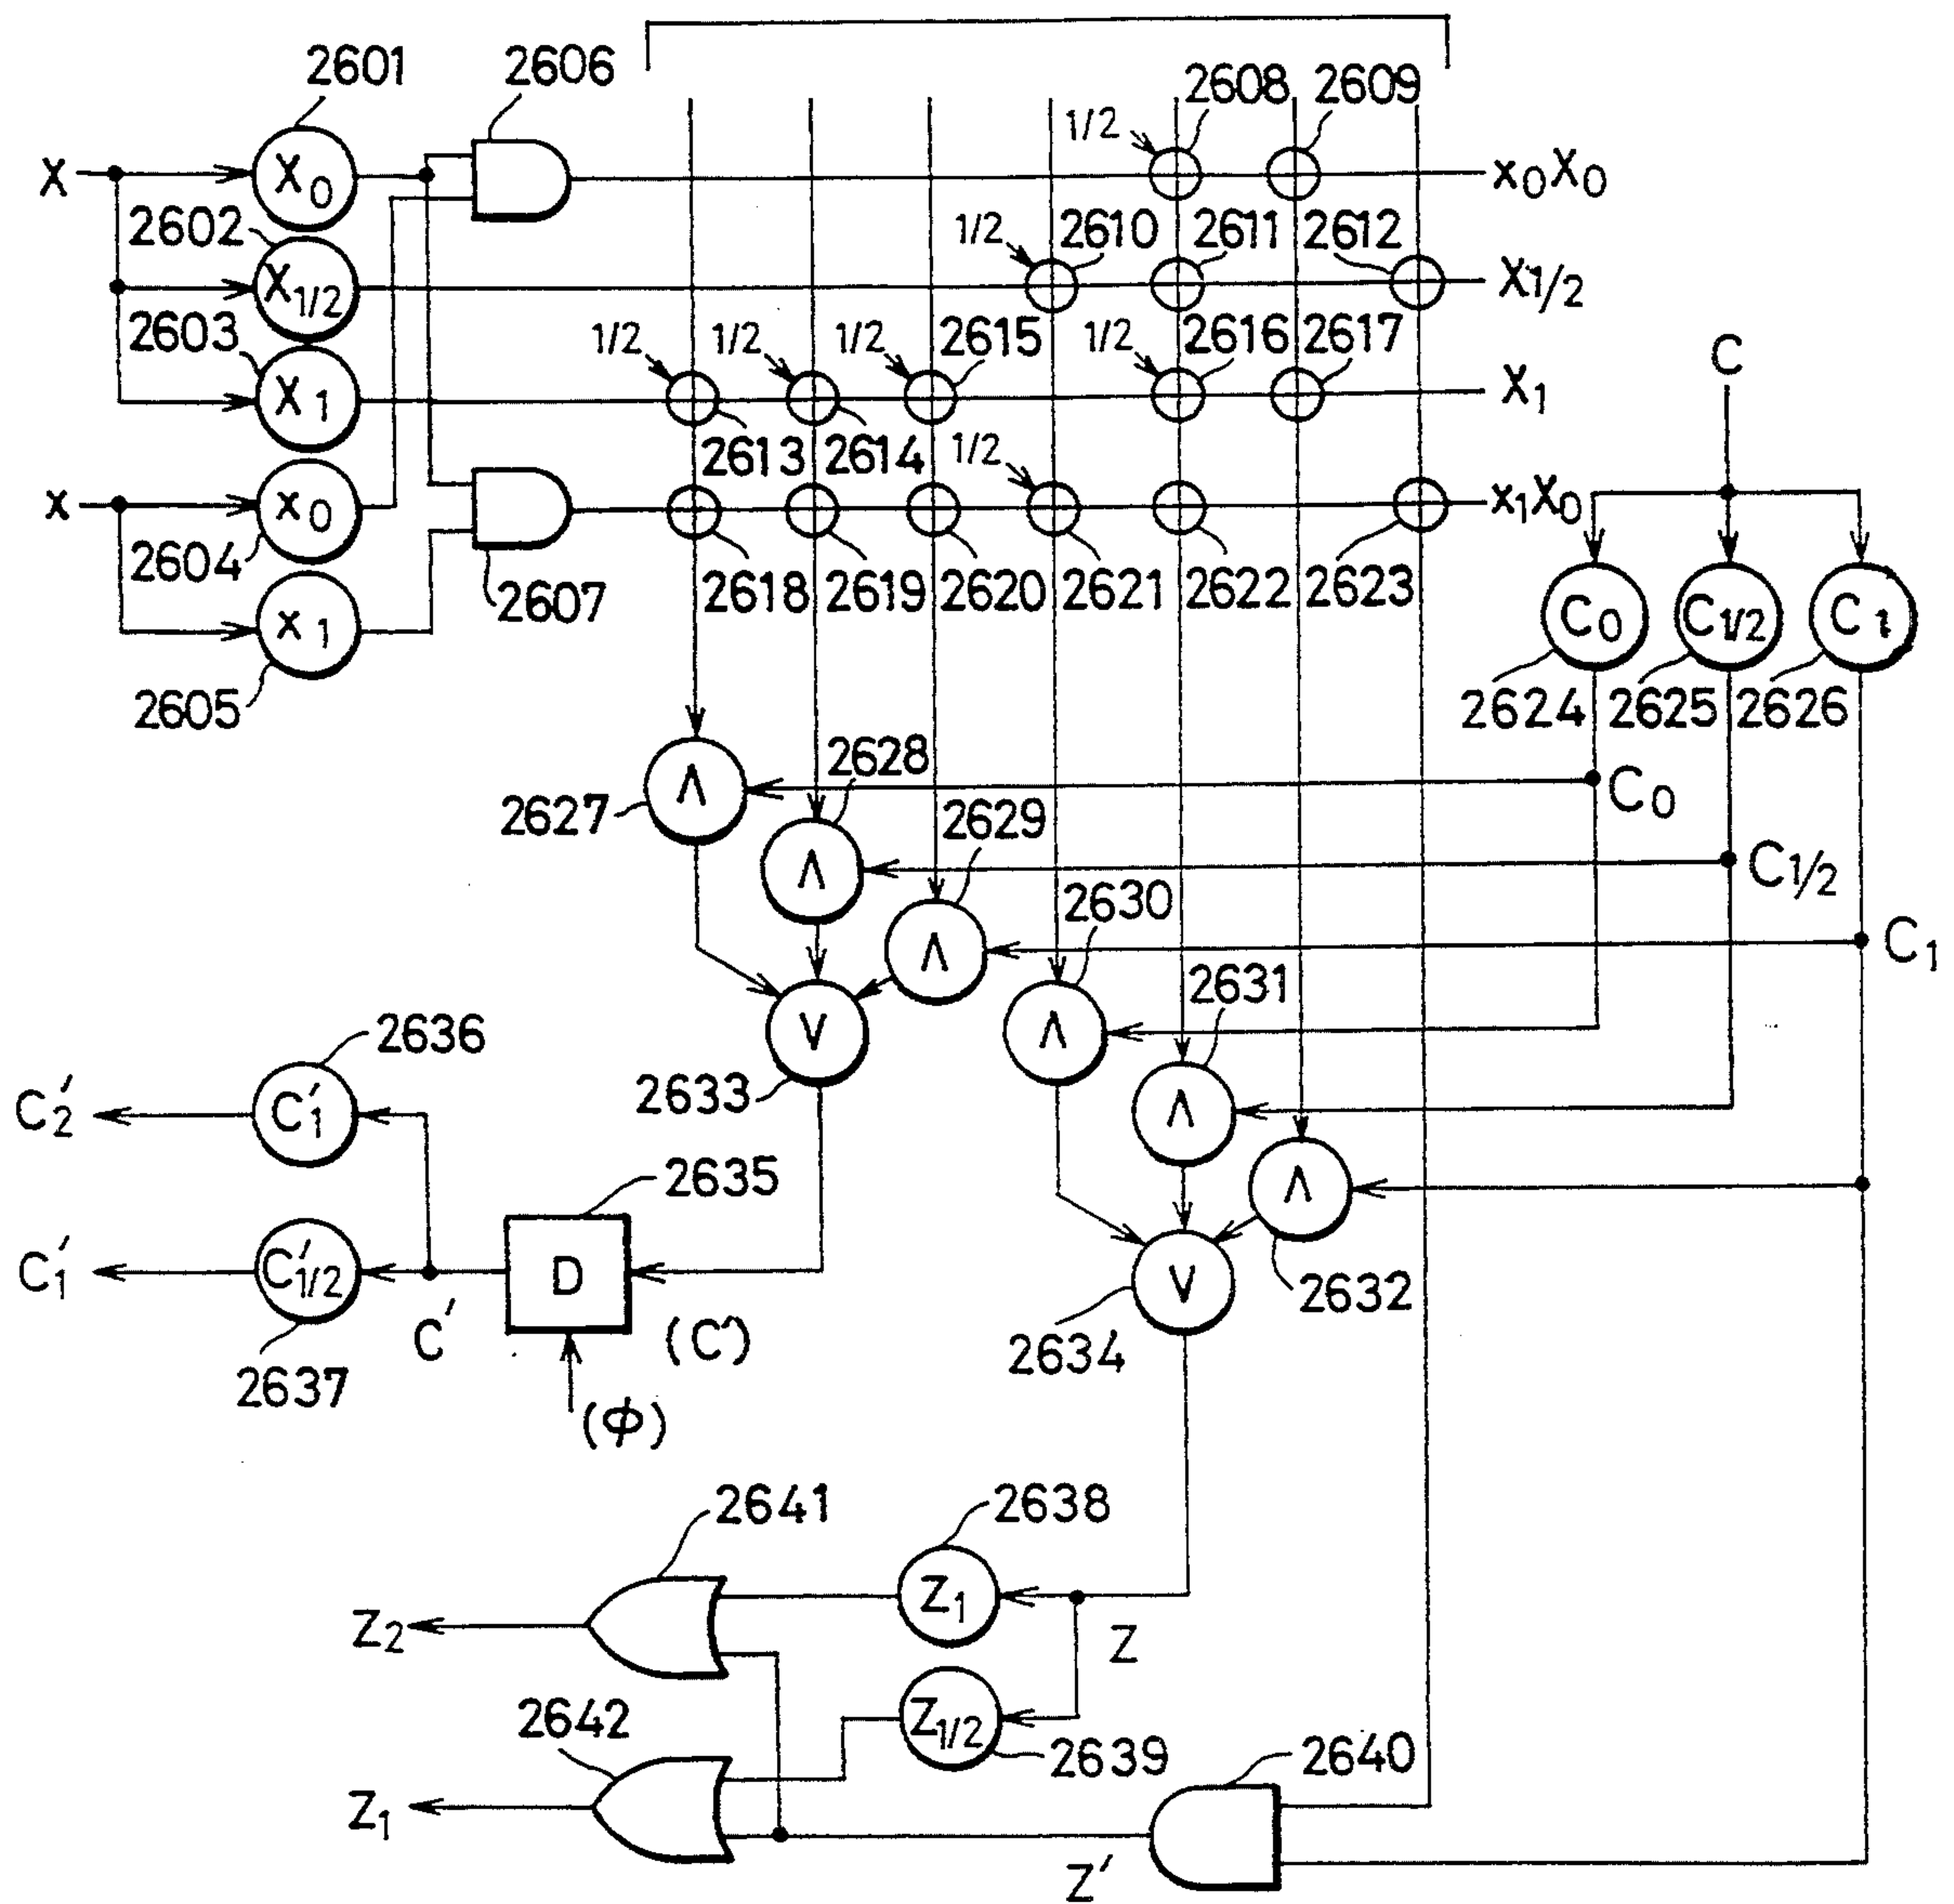 2601
2606
2608
2609
1/2
X
X0
x0X0
2602
1/2
2610
2611
2612
X1/2
X1/2
2603
1/2
1/2
1/2
2615
1/2
2616
2617
C
X1
X1
2613
2614
1/2
x
x0
x1X0
2604
2607
2618
2619
2620
2621
2622
2623
x1
C0
C1/2
C1
2605
2624
2625
2626
2628
Λ
2627
C0
2629
Λ
C1/2
2630
Λ
C1
2631
2636
V
Λ
C'2
C'1
2633
Λ
2635
Λ
C'1
C'1/2
D
V
2632
C'
(C')
2634
2637
(φ)
2641
2638
Z1
Z2
Z
2642
Z1/2
2639
2640
Z1
Z'